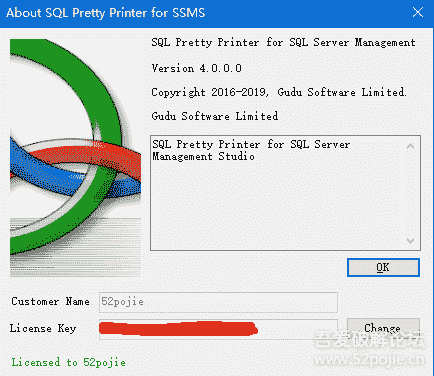 About SQL Pretty Printer for SSMS
SQL Pretty Printer for SQL Server Management
Version 4.0.0.0
Copyright 2016-2019, Gudu Software Limited.
Gudu Software Limited
SQL Pretty Printer for SQL Server
Management Studio
OK
Customer Name 52pojie
License Key
Change
Licensed to 52pojie
吾爱破解论坛
www.52pojie.cn